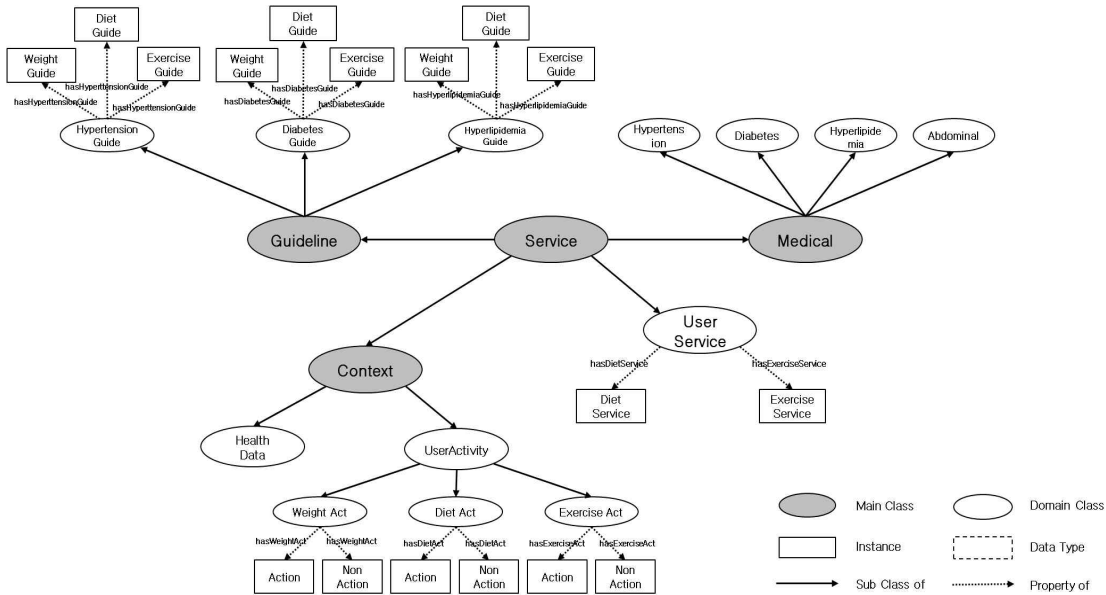 Diet
Guide
Diet
Guide
Diet
Guide
Weight
Guide
Exercise
Guide
Weight
Guide
Exercise
Guide
Weight
Guide
Exercise
Guide
hasHyperttensionGuide
hasHyperttensionGuide
hasHyperttensionGuide
hasDiabetesGuide
hasDiabetesGuide
hasDiabetesGuide
hasHyperlipidemiaGuide
hasHyperlipidemiaGuide
Hypertension
Guide
Diabetes
Guide
Hyperlipidemia
Guide
Hypertens
ion
Diabetes
Hyperlipide
mia
Abdominal
Guideline
Service
Medical
User
Service
hasDietService
hasExerciseService
Diet
Service
Exercise
Service
Context
Health
Data
UserActivity
Weight Act
Diet Act
Exercise Act
hasWeightAct
hasWeightAct
hasDietAct
hasDietAct
hasExerciseAct
hasExerciseAct
Action
Non
Action
Action
Non
Action
Action
Non
Action
Main Class
Domain Class
Instance
Data Type
Sub Class of
Property of